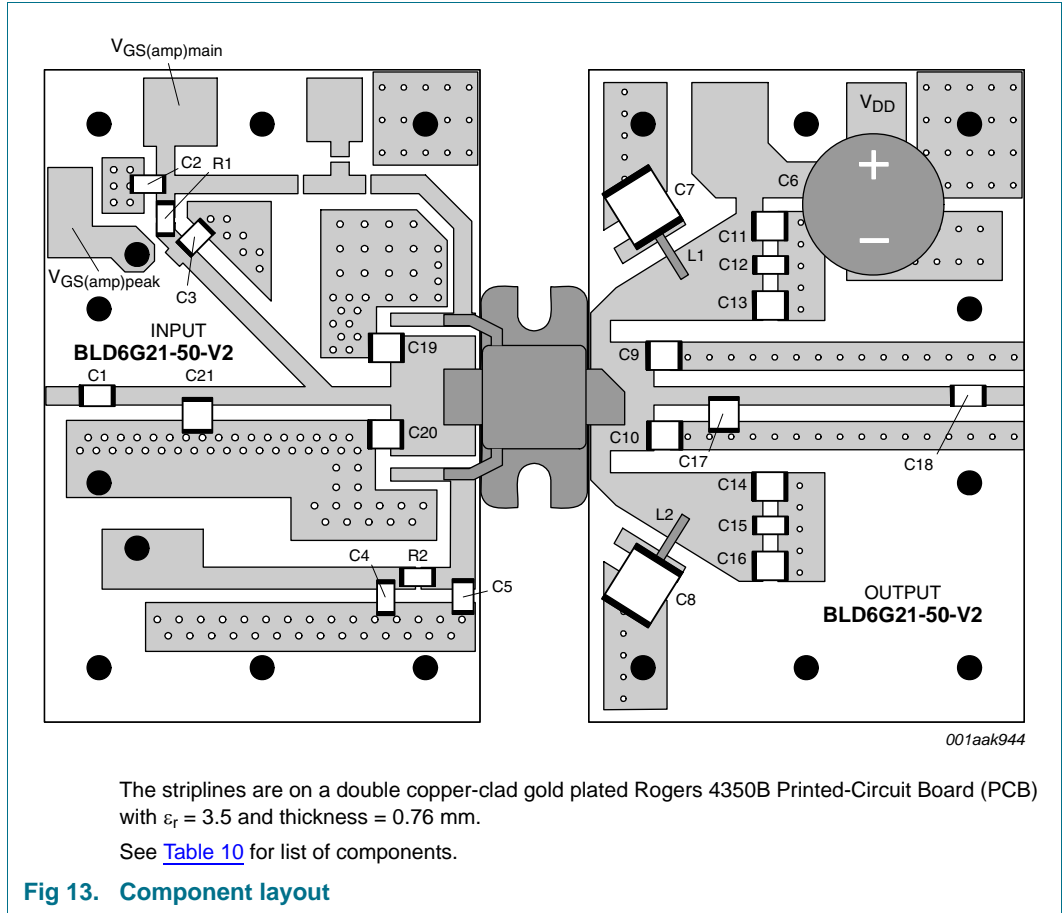 VGS(amp)main
C2
R1
VGS(amp)peak
C3
INPUT
BLD6G21-50-V2
C1
C21
C19
C20
C4
R2
C5
VDD
+
−
C7
C6
L1
C11
C12
C13
C9
C10
C17
C18
C14
L2
C15
C16
C8
OUTPUT
BLD6G21-50-V2
001aak944
The striplines are on a double copper-clad gold plated Rogers 4350B Printed-Circuit Board (PCB)
with εr = 3.5 and thickness = 0.76 mm.
See Table 10 for list of components.
Fig 13. Component layout